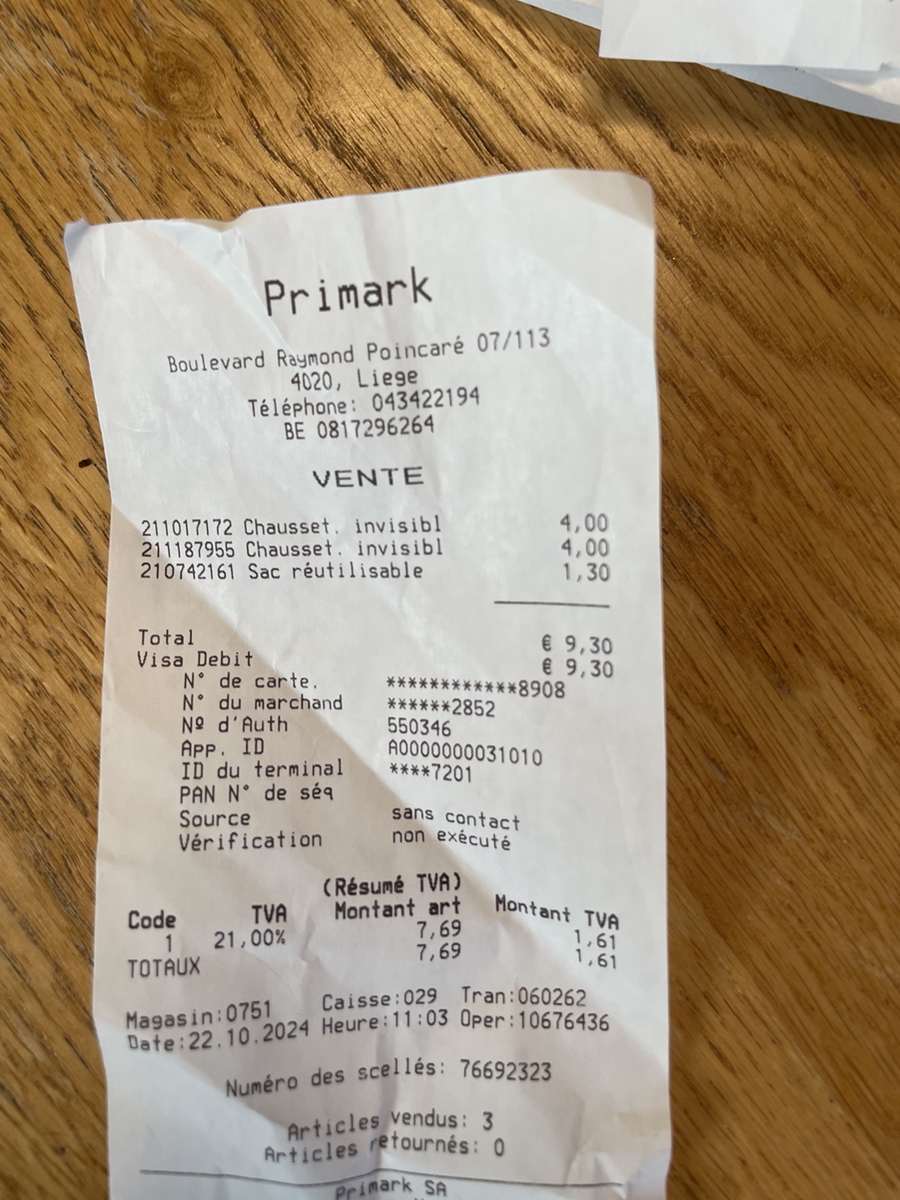 Primark
Boulevard Raymond Poincaré 07/113
4020, Liege
Téléphone: 043422194
BE 0817296264
VENTE
211017172 Chausset. invisibl 4,00
211187955 Chausset. invisibl 4,00
210742161 Sac réutilisable 1,30
Total € 9,30
Visa Debit € 9,30
N° de carte. ************8908
N° du marchand ******2852
Nº d'Auth 550346
App. ID A0000000031010
ID du terminal ****7201
PAN N° de séq
Source sans contact
Vérification non exécuté
(Résumé TVA)
Code TVA Montant art Montant TVA
1 21,00% 7,69 1,61
TOTAUX 7,69 1,61
Magasin:0751 Caisse:029 Tran:060262
Date:22.10.2024 Heure:11:03 Oper:10676436
Numéro des scellés: 76692323
Articles vendus: 3
Articles retournés: 0
Primark SA